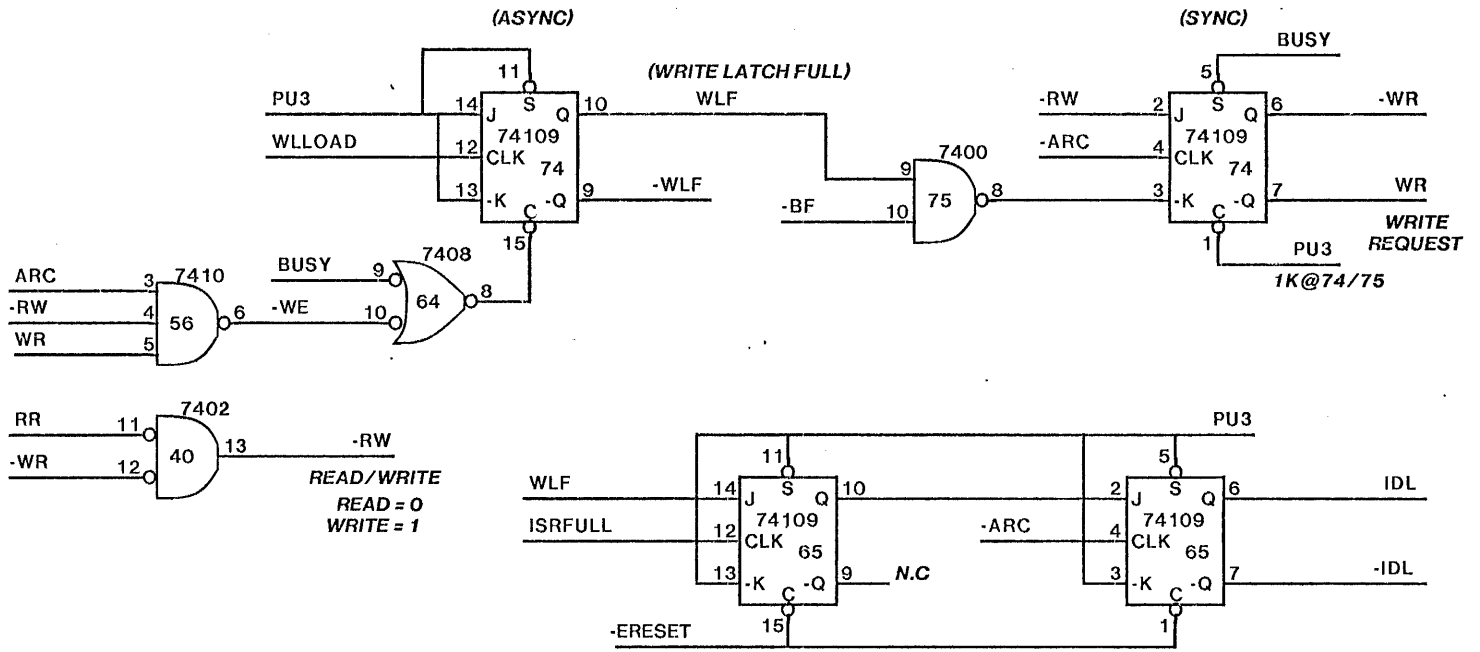 (ASYNC)
(SYNC)
BUSY
11
5
(WRITE LATCH FULL)
PU3
14
J
S
Q
10
WLF
-RW
2
J
S
Q
6
-WR
74109
74109
WLLOAD
12
CLK
74
7400
-ARC
4
CLK
74
9
13
-K
C
-Q
9
-WLF
75
8
3
-K
C
-Q
7
WR
-BF
10
15
1
WRITE
REQUEST
PU3
1K@74/75
7408
BUSY
9
64
8
7410
ARC
3
-RW
4
56
6
-WE
10
WR
5
7402
RR
11
40
13
-RW
-WR
12
READ/WRITE
READ = 0
WRITE = 1
PU3
11
5
WLF
14
J
S
Q
10
2
J
S
Q
6
IDL
74109
74109
ISRFULL
12
CLK
65
-ARC
4
CLK
65
13
-K
C
-Q
9
N.C
3
-K
C
-Q
7
-IDL
-ERESET
15
1